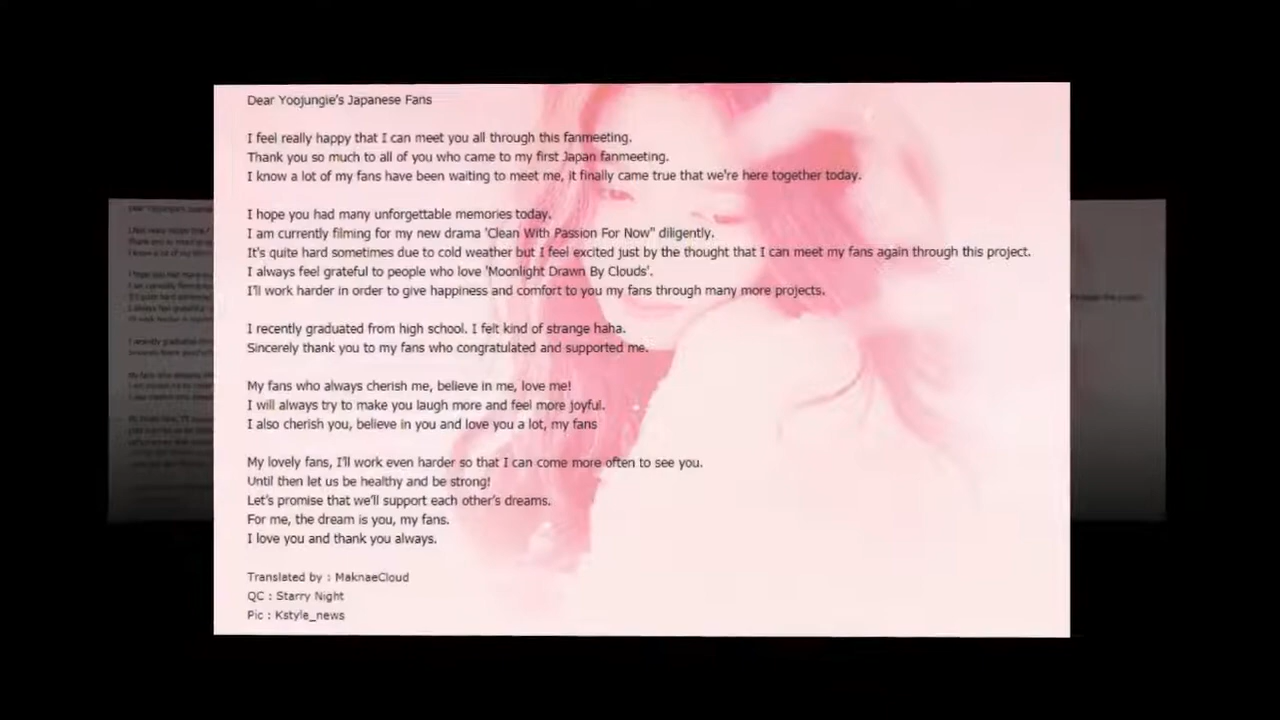 Dear Yoojungie's Japanese Fans
I feel really happy that I can meet you all through this fanmeeting.
Thank you so much to all of you who came to my first Japan fanmeeting.
I know a lot of my fans have been waiting to meet me, it finally came true that we're here together today.
I hope you had many unforgettable memories today.
I am currently filming for my new drama 'Clean With Passion For Now" diligently.
It's quite hard sometimes due to cold weather but I feel excited just by the thought that I can meet my fans again through this project.
I always feel grateful to people who love 'Moonlight Drawn By Clouds'.
I'll work harder in order to give happiness and comfort to you my fans through many more projects.
I recently graduated from high school. I felt kind of strange haha.
Sincerely thank you to my fans who congratulated and supported me.
My fans who always cherish me, believe in me, love me!
I will always try to make you laugh more and feel more joyful.
I also cherish you, believe in you and love you a lot, my fans
My lovely fans, I'll work even harder so that I can come more often to see you.
Until then let us be healthy and be strong!
Let's promise that we'll support each other's dreams.
For me, the dream is you, my fans.
I love you and thank you always.
Translated by : MaknaeCloud
QC : Starry Night
Pic : Kstyle_news